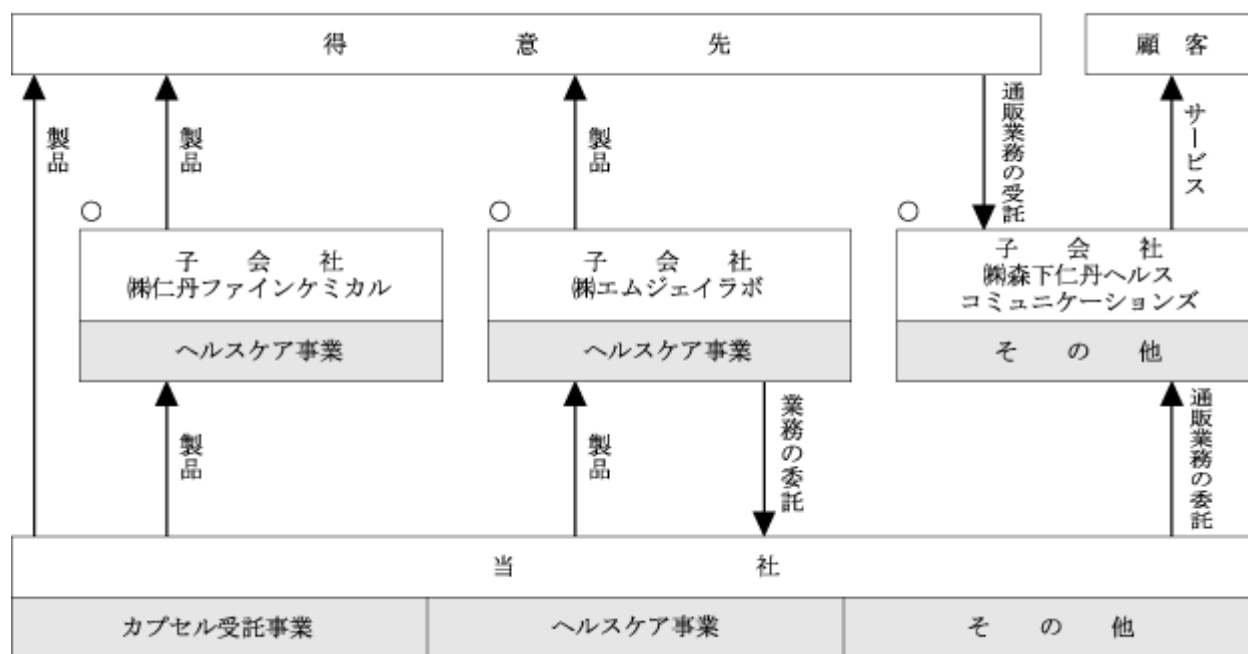 得意先
顧客
製品
製品
製品
通販業務の受託
サービス
○
○
○
子会社
㈱仁丹ファインケミカル
ヘルスケア事業
子会社
㈱エムジェイラボ
ヘルスケア事業
子会社
㈱森下仁丹ヘルス
コミュニケーションズ
その他
製品
製品
業務の委託
通販業務の委託
当社
カプセル受託事業
ヘルスケア事業
その他